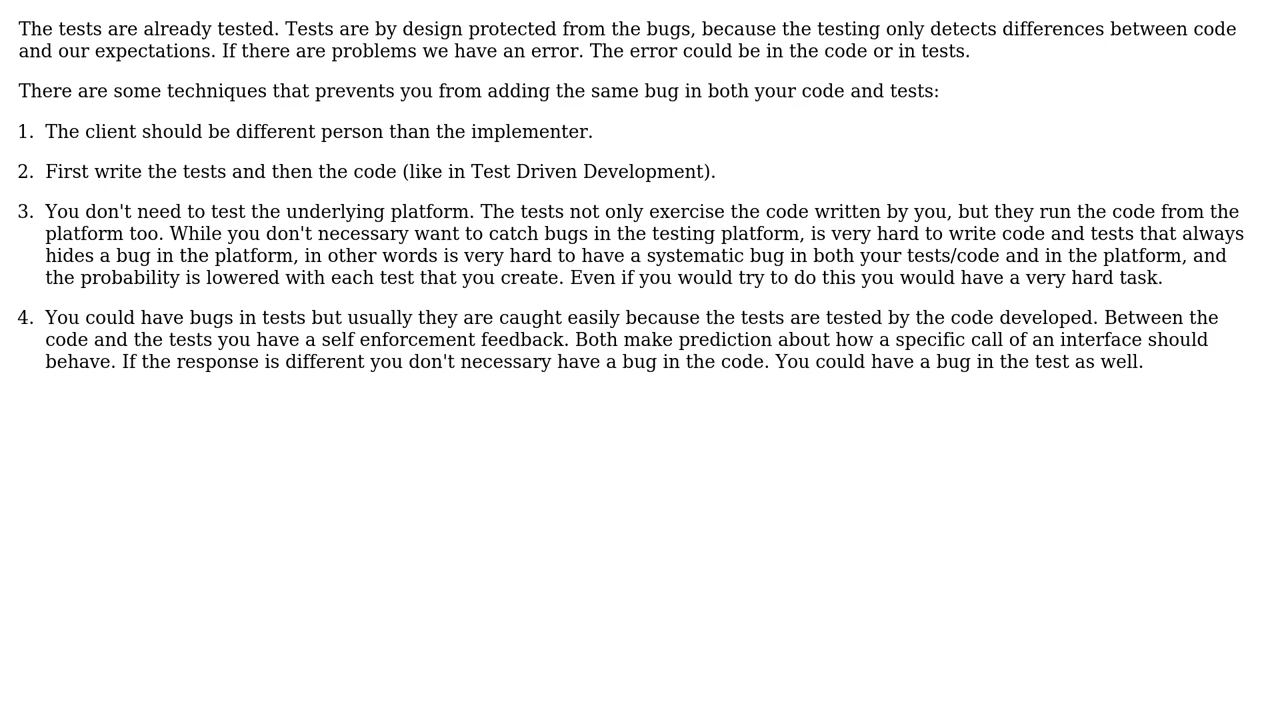 The tests are already tested. Tests are by design protected from the bugs, because the testing only detects differences between code
and our expectations. If there are problems we have an error. The error could be in the code or in tests.
There are some techniques that prevents you from adding the same bug in both your code and tests:
1. The client should be different person than the implementer.
2. First write the tests and then the code (like in Test Driven Development).
3. You don't need to test the underlying platform. The tests not only exercise the code written by you, but they run the code from the
platform too. While you don't necessary want to catch bugs in the testing platform, is very hard to write code and tests that always
hides a bug in the platform, in other words is very hard to have a systematic bug in both your tests/code and in the platform, and
the probability is lowered with each test that you create. Even if you would try to do this you would have a very hard task.
4. You could have bugs in tests but usually they are caught easily because the tests are tested by the code developed. Between the
code and the tests you have a self enforcement feedback. Both make prediction about how a specific call of an interface should
behave. If the response is different you don't necessary have a bug in the code. You could have a bug in the test as well.